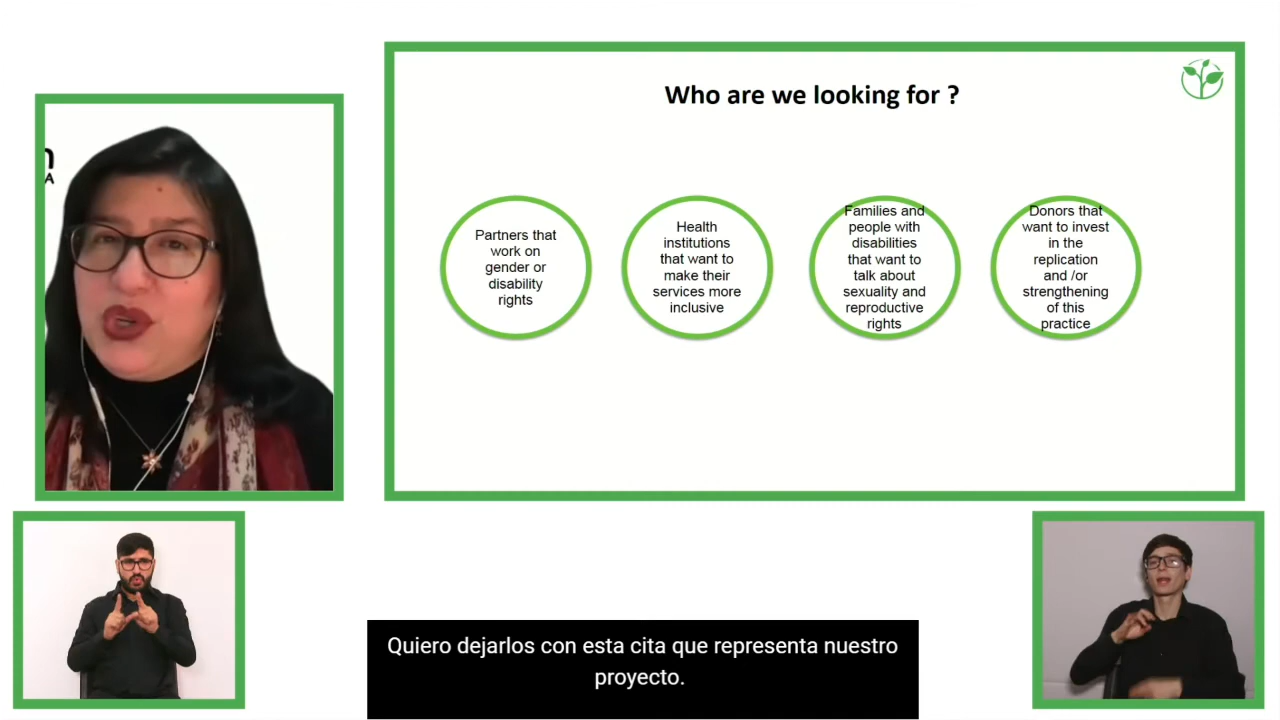 Who are we looking for ?
Partners that
work on
gender or
disability
rights
Health
institutions
that want to
make their
services more
inclusive
Families and
people with
disabilities
that want to
talk about
sexuality and
reproductive
rights
Donors that
want to invest
in the
replication
and /or
strengthening
of this
practice
n
A
Quiero dejarlos con esta cita que representa nuestro
proyecto.